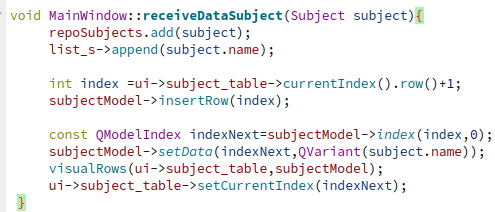 void MainWindow::receiveDataSubject(Subject subject){
repoSubjects.add(subject);
list_s->append(subject.name);
int index =ui->subject_table->currentIndex().row()+1;
subjectModel->insertRow(index);
const QModelIndex indexNext=subjectModel->index(index,0);
subjectModel->setData(indexNext,QVariant(subject.name));
visualRows(ui->subject_table,subjectModel);
ui->subject_table->setCurrentIndex(indexNext);
}